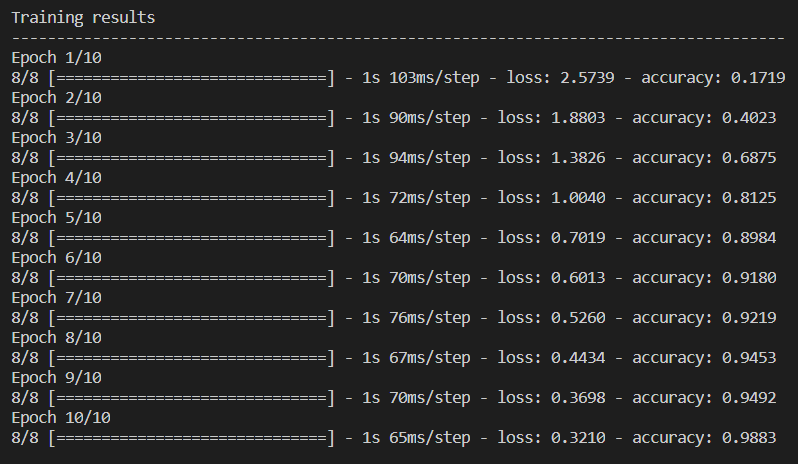 Training results
--------------------------------------------------------------------------------------
Epoch 1/10
8/8 [==============================] - 1s 103ms/step - loss: 2.5739 - accuracy: 0.1719
Epoch 2/10
8/8 [==============================] - 1s 90ms/step - loss: 1.8803 - accuracy: 0.4023
Epoch 3/10
8/8 [==============================] - 1s 94ms/step - loss: 1.3826 - accuracy: 0.6875
Epoch 4/10
8/8 [==============================] - 1s 72ms/step - loss: 1.0040 - accuracy: 0.8125
Epoch 5/10
8/8 [==============================] - 1s 64ms/step - loss: 0.7019 - accuracy: 0.8984
Epoch 6/10
8/8 [==============================] - 1s 70ms/step - loss: 0.6013 - accuracy: 0.9180
Epoch 7/10
8/8 [==============================] - 1s 76ms/step - loss: 0.5260 - accuracy: 0.9219
Epoch 8/10
8/8 [==============================] - 1s 67ms/step - loss: 0.4434 - accuracy: 0.9453
Epoch 9/10
8/8 [==============================] - 1s 70ms/step - loss: 0.3698 - accuracy: 0.9492
Epoch 10/10
8/8 [==============================] - 1s 65ms/step - loss: 0.3210 - accuracy: 0.9883